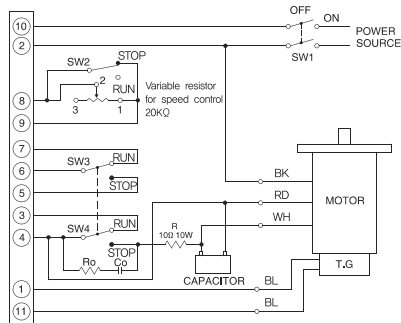 OFF
ON
10
POWER
SOURCE
2
SW1
SW2
STOP
2
RUN
Variable resistor
for speed control
20KΩ
8
3
1
9
7
SW3
RUN
6
STOP
5
BK
3
RD
MOTOR
SW4
RUN
R
10Ω 10W
WH
4
STOP
Ro
Co
CAPACITOR
T.G
1
BL
11
BL